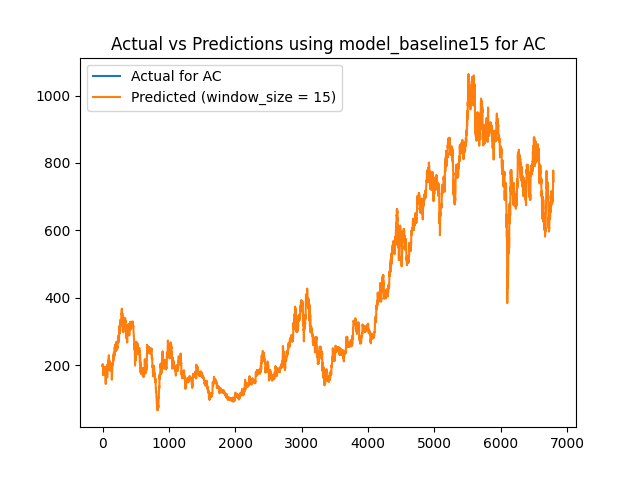 Actual vs Predictions using model_baseline15 for AC
Actual for AC
Predicted (window_size = 15)
1000
800
600
400
200
0 1000 2000 3000 4000 5000 6000 7000